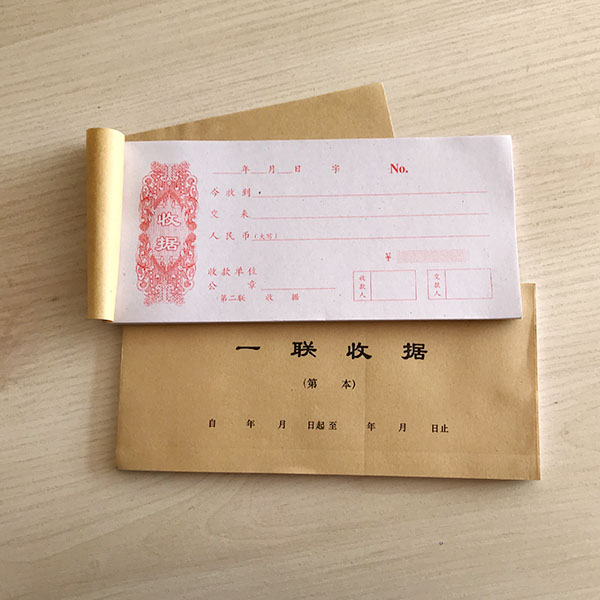 年 月 日 字 No.
收据
今收到
交来
人民币(大写)
¥
收款单位
公章
收款人
交款人
第二联 收据
一联收据
(第 本)
自 年 月 日起至 年 月 日止